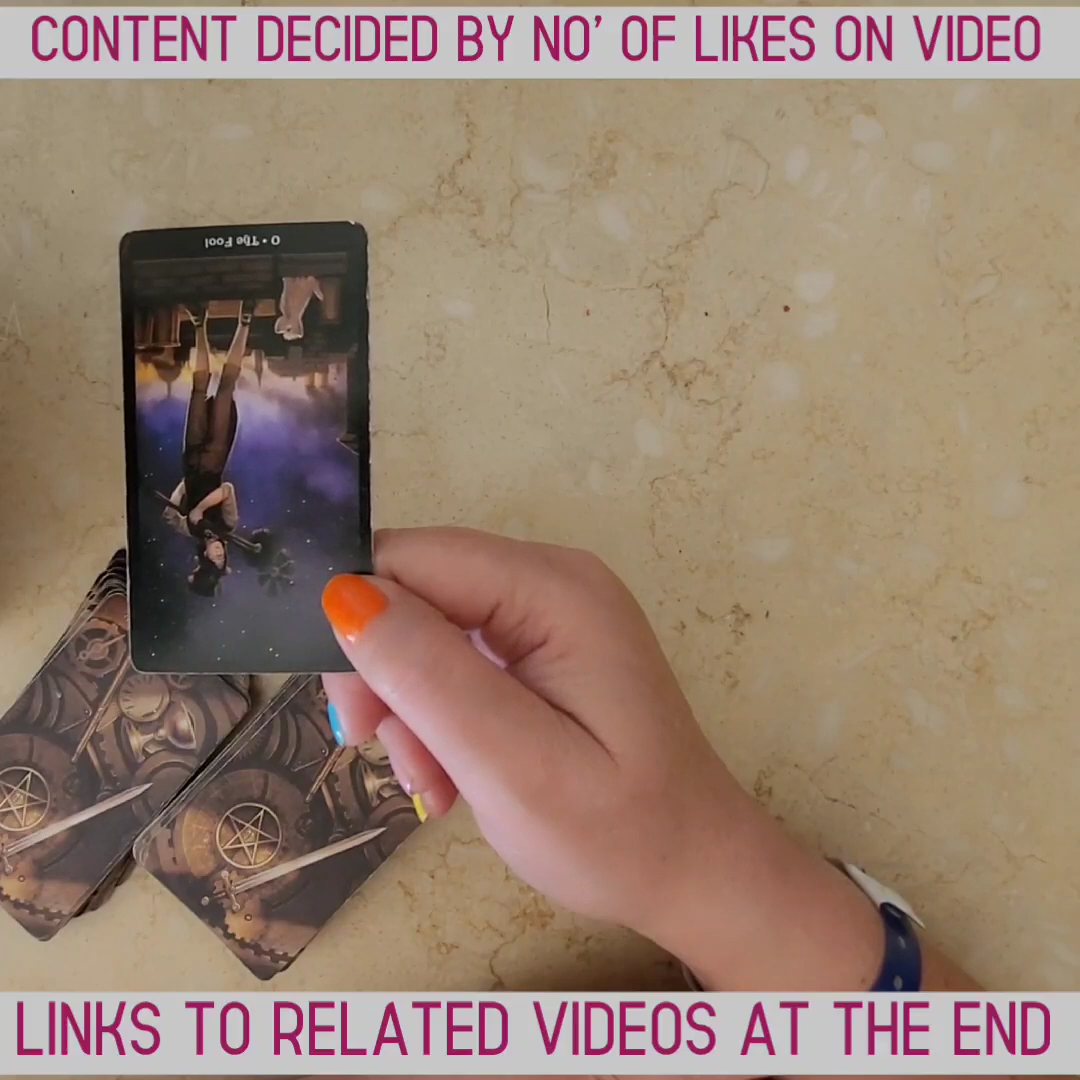 CONTENT DECIDED BY NO' OF LIKES ON VIDEO
0 • The Fool
LINKS TO RELATED VIDEOS AT THE END